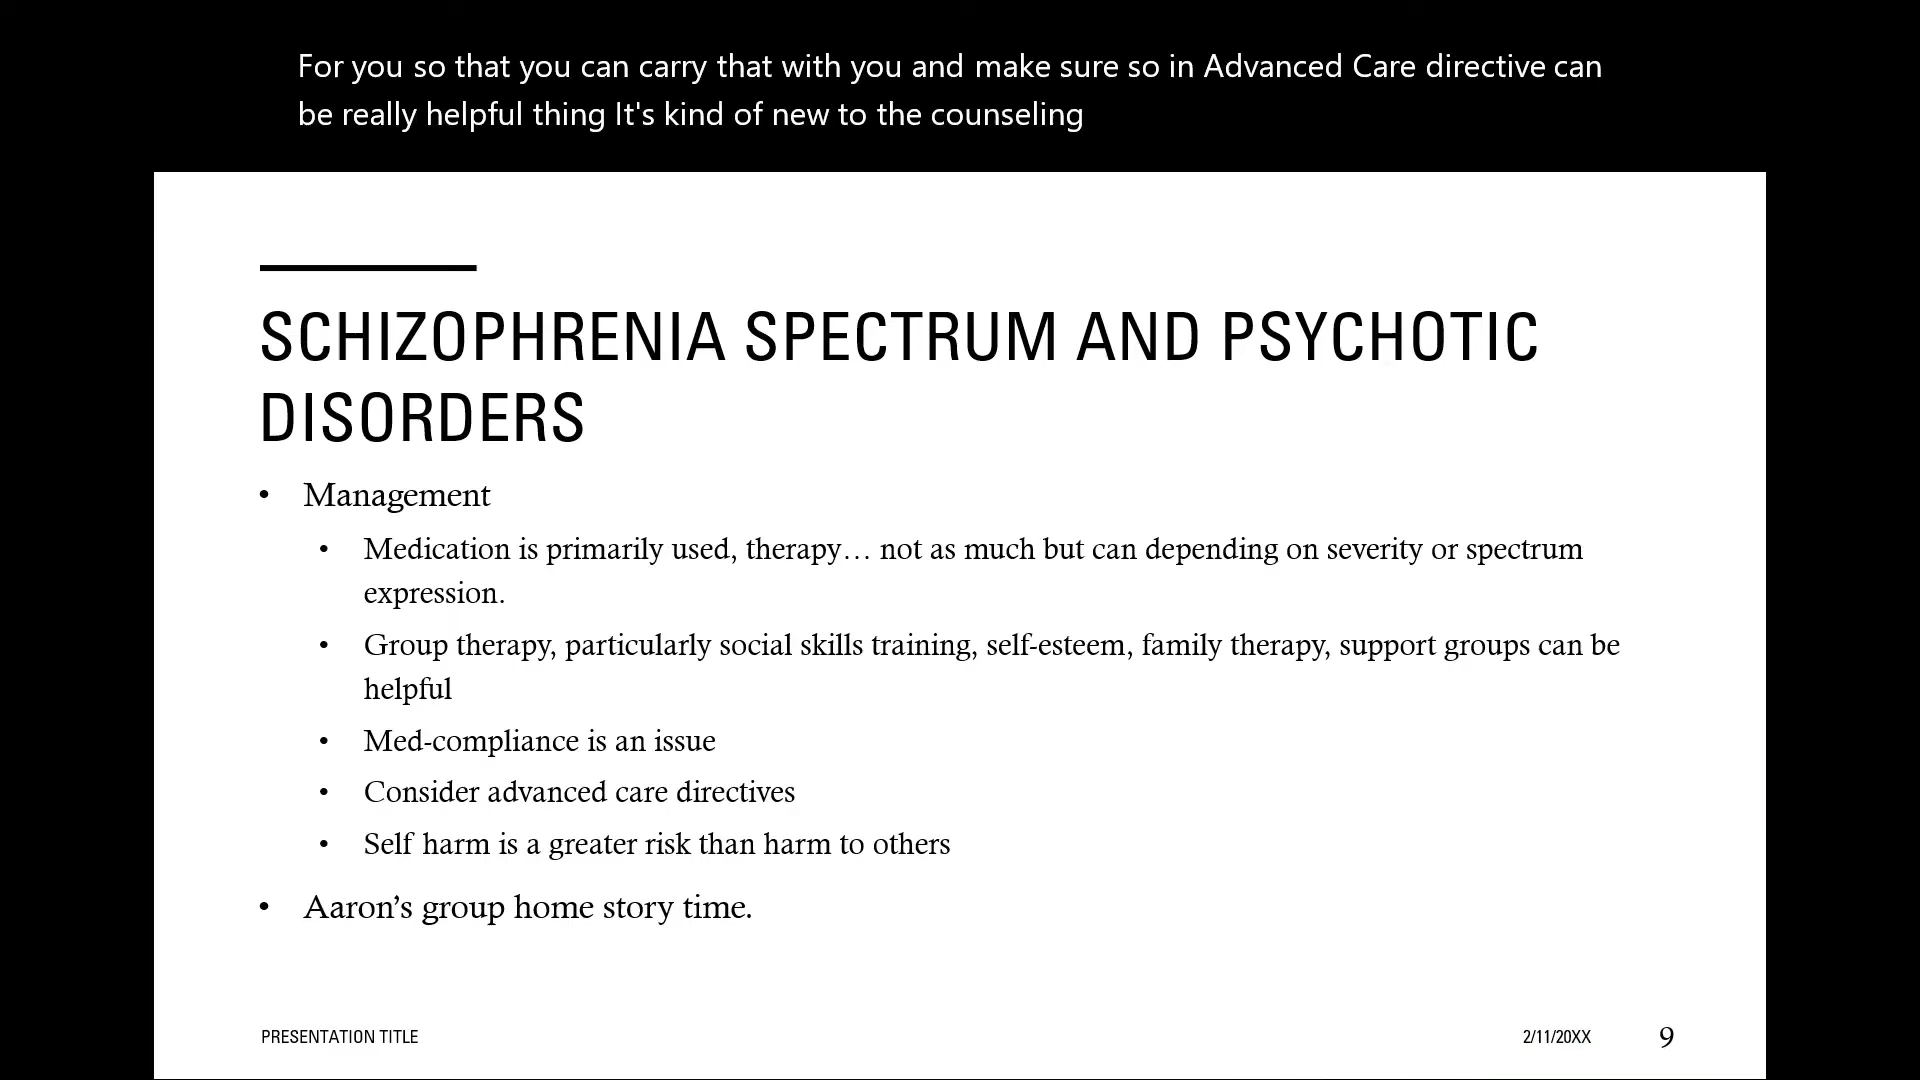 For you so that you can carry that with you and make sure so in Advanced Care directive can
be really helpful thing It's kind of new to the counseling
SCHIZOPHRENIA SPECTRUM AND PSYCHOTIC
DISORDERS
• Management
• Medication is primarily used, therapy… not as much but can depending on severity or spectrum
expression.
• Group therapy, particularly social skills training, self-esteem, family therapy, support groups can be
helpful
• Med-compliance is an issue
• Consider advanced care directives
• Self harm is a greater risk than harm to others
• Aaron’s group home story time.
PRESENTATION TITLE 2/11/20XX 9